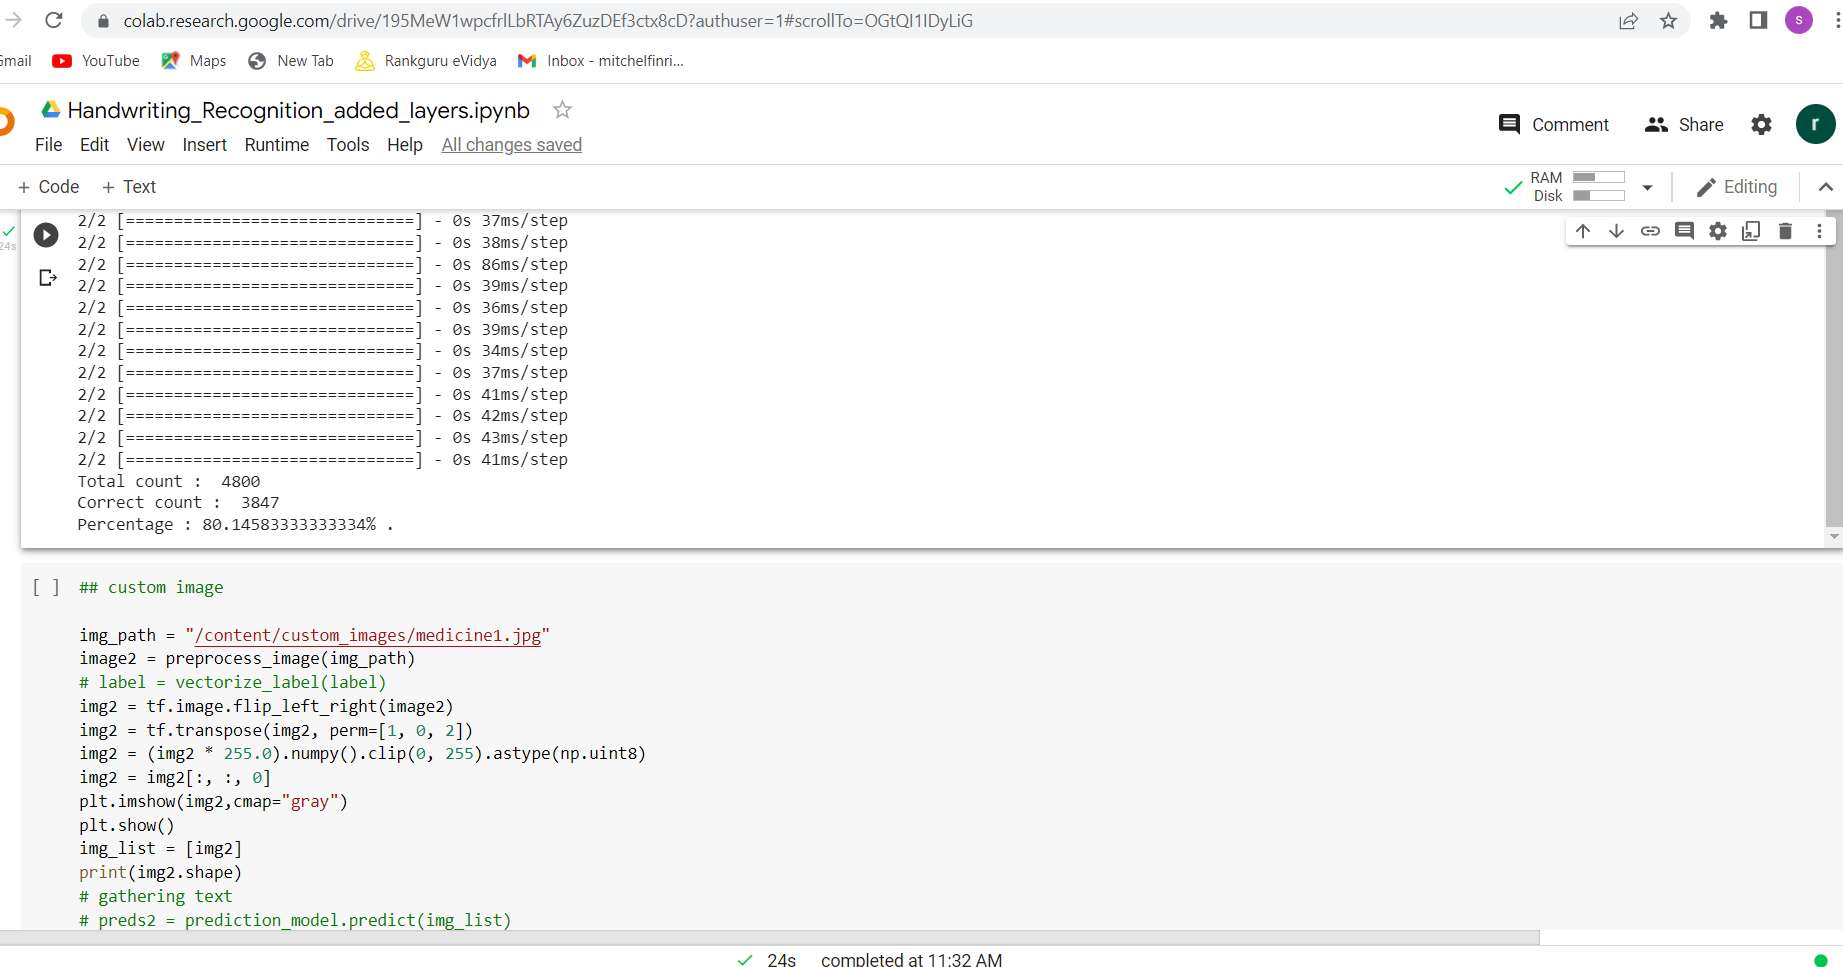 colab.research.google.com/drive/195MeW1wpcfrlLbRTAy6ZuzDEf3ctx8cD?authuser=1#scrollTo=OGtQI1IDyLiG
s
Gmail YouTube Maps New Tab Rankguru eVidya Inbox - mitchelfinri...
Handwriting_Recognition_added_layers.ipynb
Comment Share r
File Edit View Insert Runtime Tools Help All changes saved
+ Code + Text
RAM
Disk
Editing
24s
2/2 [==============================] - 0s 37ms/step
2/2 [==============================] - 0s 38ms/step
2/2 [==============================] - 0s 86ms/step
2/2 [==============================] - 0s 39ms/step
2/2 [==============================] - 0s 36ms/step
2/2 [==============================] - 0s 39ms/step
2/2 [==============================] - 0s 34ms/step
2/2 [==============================] - 0s 37ms/step
2/2 [==============================] - 0s 41ms/step
2/2 [==============================] - 0s 42ms/step
2/2 [==============================] - 0s 43ms/step
2/2 [==============================] - 0s 41ms/step
Total count :  4800
Correct count :  3847
Percentage : 80.14583333333334% .
[ ] ## custom image
img_path = "/content/custom_images/medicine1.jpg"
image2 = preprocess_image(img_path)
# label = vectorize_label(label)
img2 = tf.image.flip_left_right(image2)
img2 = tf.transpose(img2, perm=[1, 0, 2])
img2 = (img2 * 255.0).numpy().clip(0, 255).astype(np.uint8)
img2 = img2[:, :, 0]
plt.imshow(img2,cmap="gray")
plt.show()
img_list = [img2]
print(img2.shape)
# gathering text
# preds2 = prediction_model.predict(img_list)
24s completed at 11:32 AM